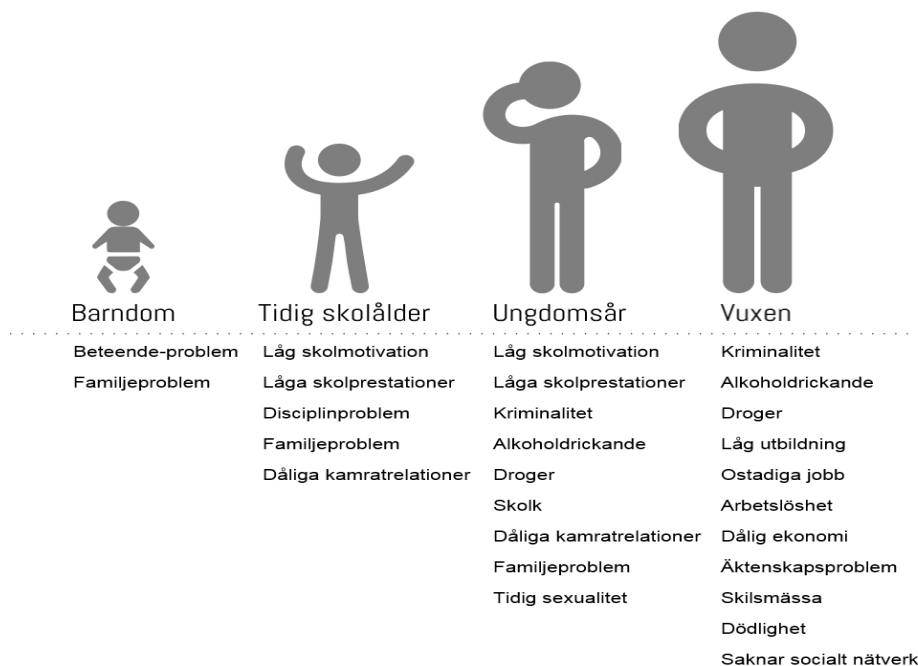 Barndom
Beteende-problem
Familjeproblem
Tidig skolålder
Låg skolmotivation
Låga skolprestationer
Disciplinproblem
Familjeproblem
Dåliga kamratrelationer
Ungdomsår
Låg skolmotivation
Låga skolprestationer
Kriminalitet
Alkoholdrickande
Droger
Skolk
Dåliga kamratrelationer
Familjeproblem
Tidig sexualitet
Vuxen
Kriminalitet
Alkoholdrickande
Droger
Låg utbildning
Ostadiga jobb
Arbetslöshet
Dålig ekonomi
Äktenskapsproblem
Skilsmässa
Dödlighet
Saknar socialt nätverk